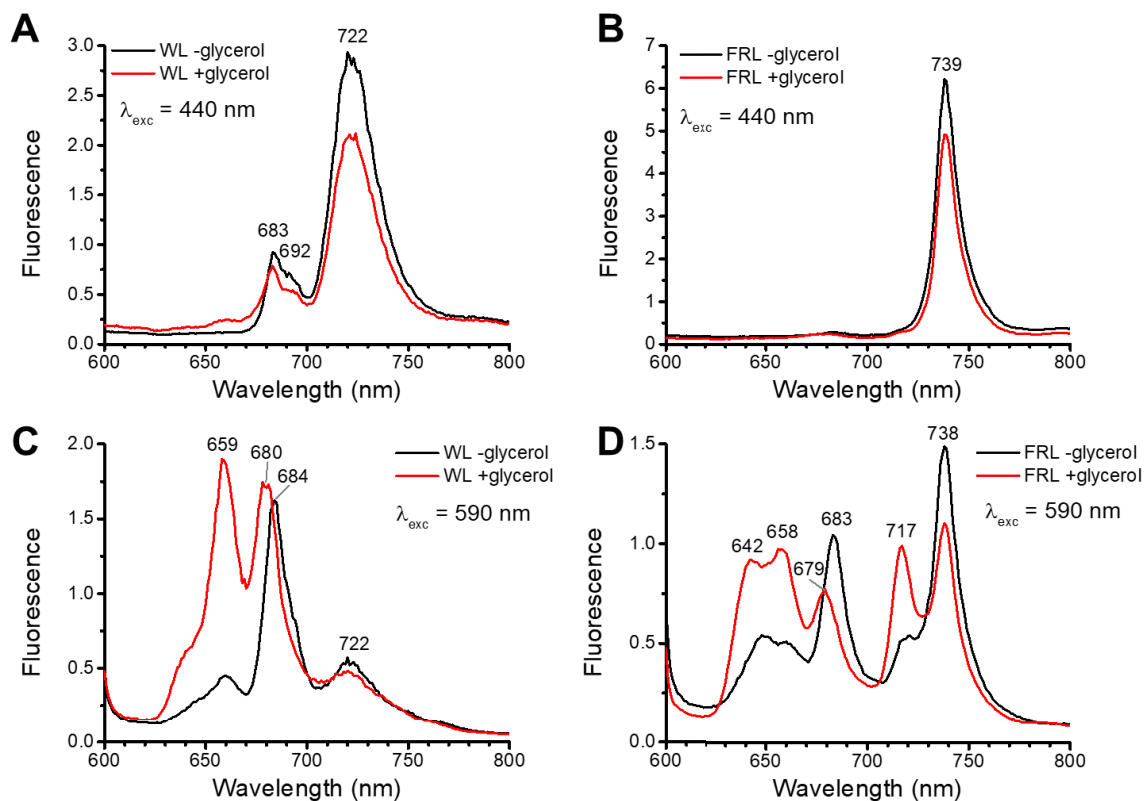 A
WL -glycerol
WL +glycerol
λexc = 440 nm
722
683
692
3.0
2.5
2.0
1.5
1.0
0.5
0.0
600
650
700
750
800
Fluorescence
Wavelength (nm)
B
FRL -glycerol
FRL +glycerol
λexc = 440 nm
739
7
6
5
4
3
2
1
0
600
650
700
750
800
Fluorescence
Wavelength (nm)
C
WL -glycerol
WL +glycerol
λexc = 590 nm
659
680
684
722
2.0
1.5
1.0
0.5
0.0
600
650
700
750
800
Fluorescence
Wavelength (nm)
D
FRL -glycerol
FRL +glycerol
λexc = 590 nm
738
642
658
679
683
717
1.5
1.0
0.5
0.0
600
650
700
750
800
Fluorescence
Wavelength (nm)